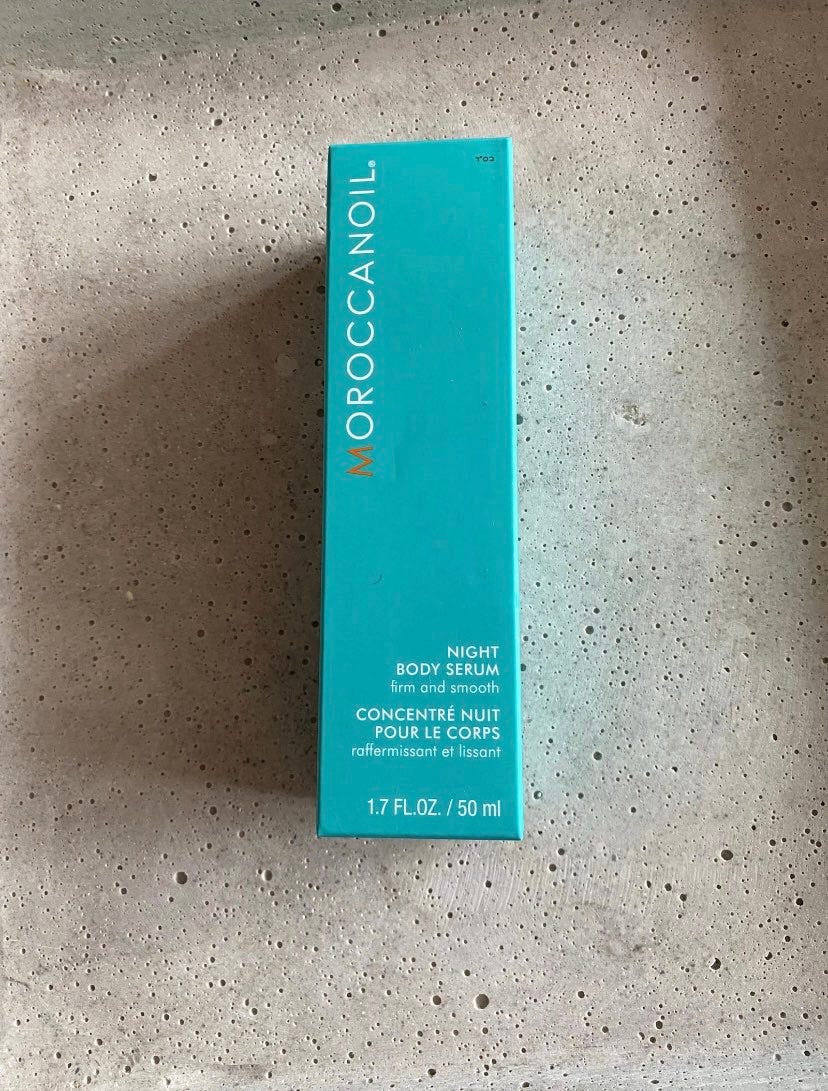 MOROCCANOIL®
NIGHT
BODY SERUM
firm and smooth
CONCENTRÉ NUIT
POUR LE CORPS
raffermissant et lissant
1.7 FL.OZ. / 50 ml